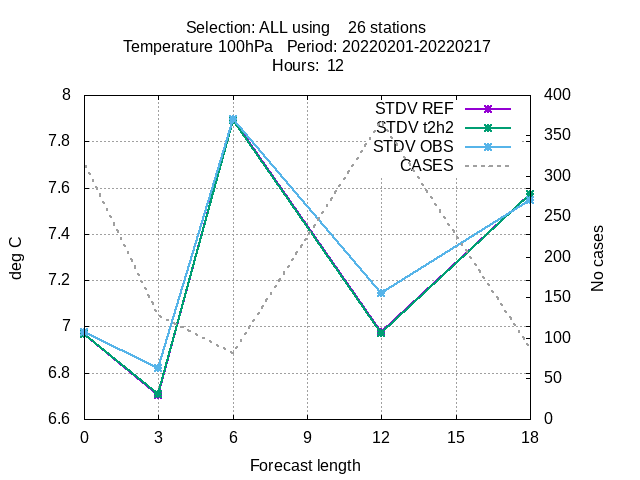 Selection: ALL using    26 stations
Temperature 100hPa   Period: 20220201-20220217
Hours:  12
8
7.8
7.6
7.4
7.2
7
6.8
6.6
400
350
300
250
200
150
100
50
0
STDV REF
STDV t2h2
STDV OBS
CASES
deg C
No cases
0 3 6 9 12 15 18
Forecast length